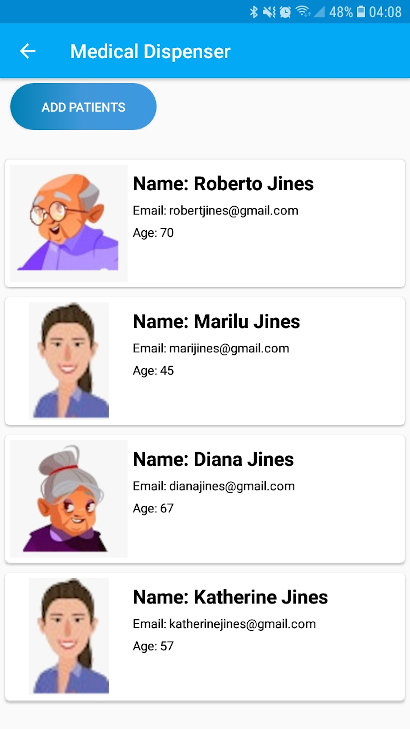 48% 04:08
Medical Dispenser
ADD PATIENTS
Name: Roberto Jines
Email: robertjines@gmail.com
Age: 70
Name: Marilu Jines
Email: marijines@gmail.com
Age: 45
Name: Diana Jines
Email: dianajines@gmail.com
Age: 67
Name: Katherine Jines
Email: katherinejines@gmail.com
Age: 57